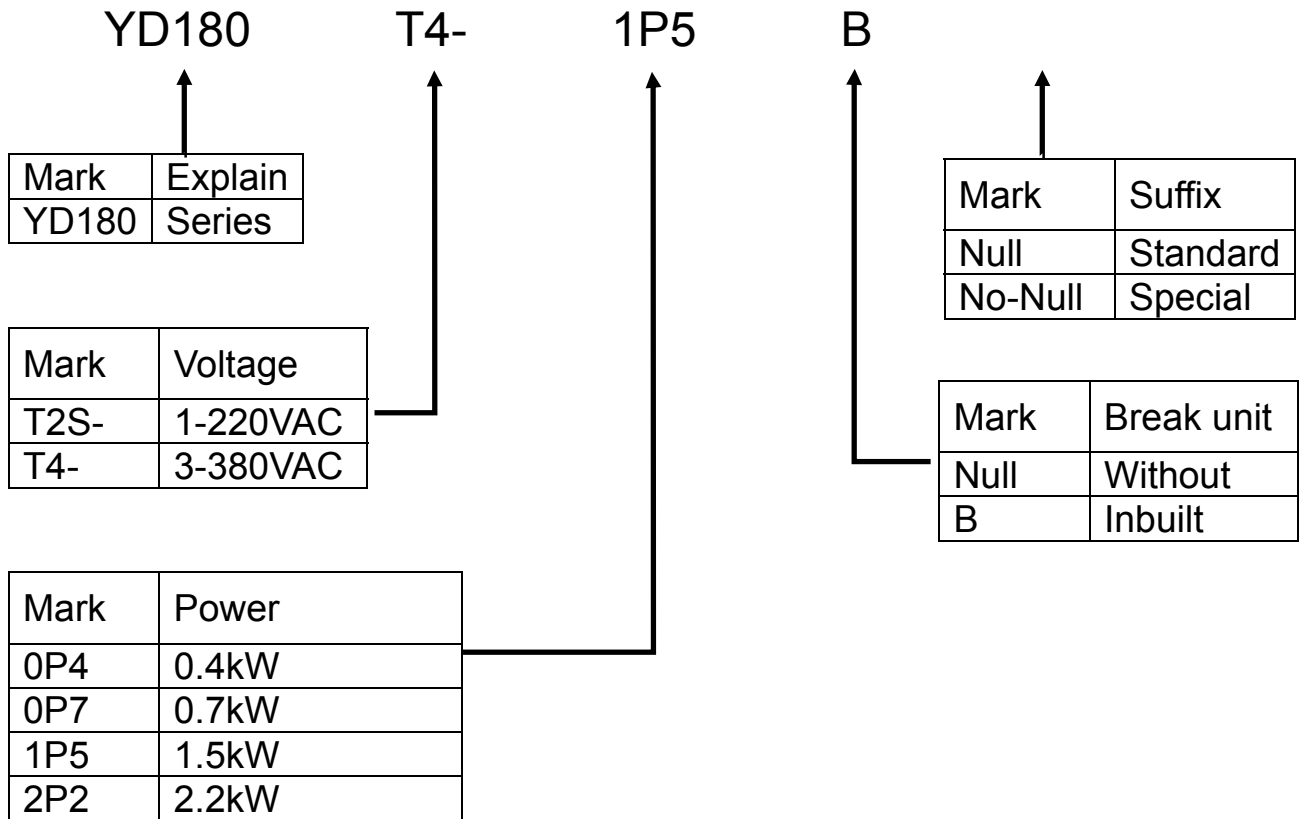 YD180 T4- 1P5 B
Mark Explain
YD180 Series
Mark Suffix
Null Standard
No-Null Special
Mark Voltage
T2S- 1-220VAC
T4- 3-380VAC
Mark Break unit
Null Without
B Inbuilt
Mark Power
0P4 0.4kW
0P7 0.7kW
1P5 1.5kW
2P2 2.2kW